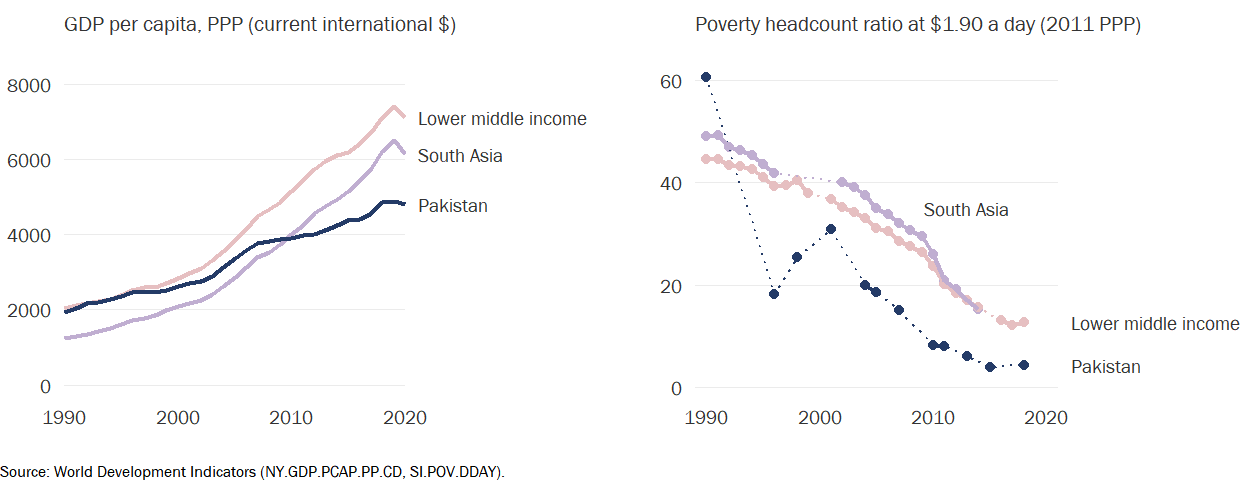 GDP per capita, PPP (current international $)
8000
6000
4000
2000
0
1990 2000 2010 2020
Lower middle income
South Asia
Pakistan
Poverty headcount ratio at $1.90 a day (2011 PPP)
60
40
20
0
1990 2000 2010 2020
South Asia
Lower middle income
Pakistan
Source: World Development Indicators (NY.GDP.PCAP.PP.CD, SI.POV.DDAY).